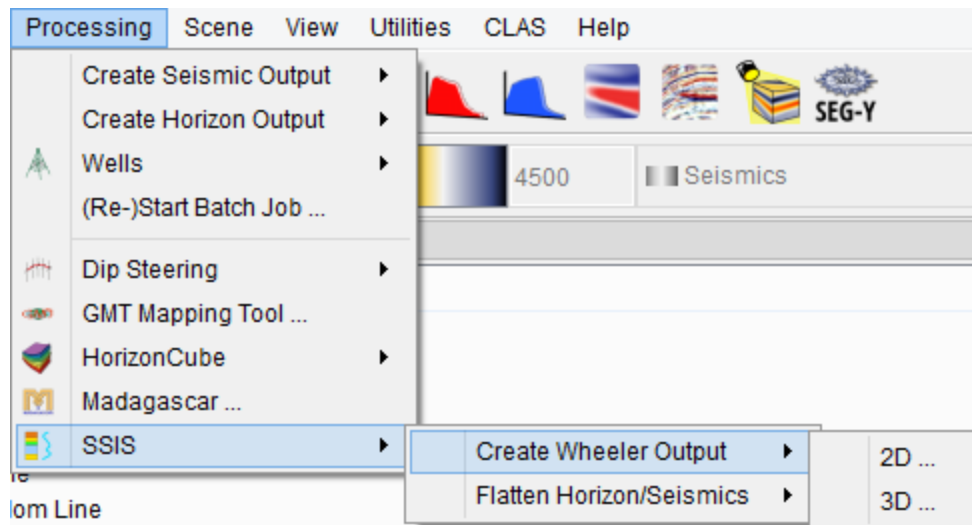 Processing Scene View Utilities CLAS Help
Create Seismic Output
Create Horizon Output
SEG-Y
Wells
4500 Seismics
(Re-)Start Batch Job ...
Dip Steering
GMT Mapping Tool ...
HorizonCube
Madagascar ...
SSIS
Create Wheeler Output
2D ...
Flatten Horizon/Seismics
3D ...
om Line